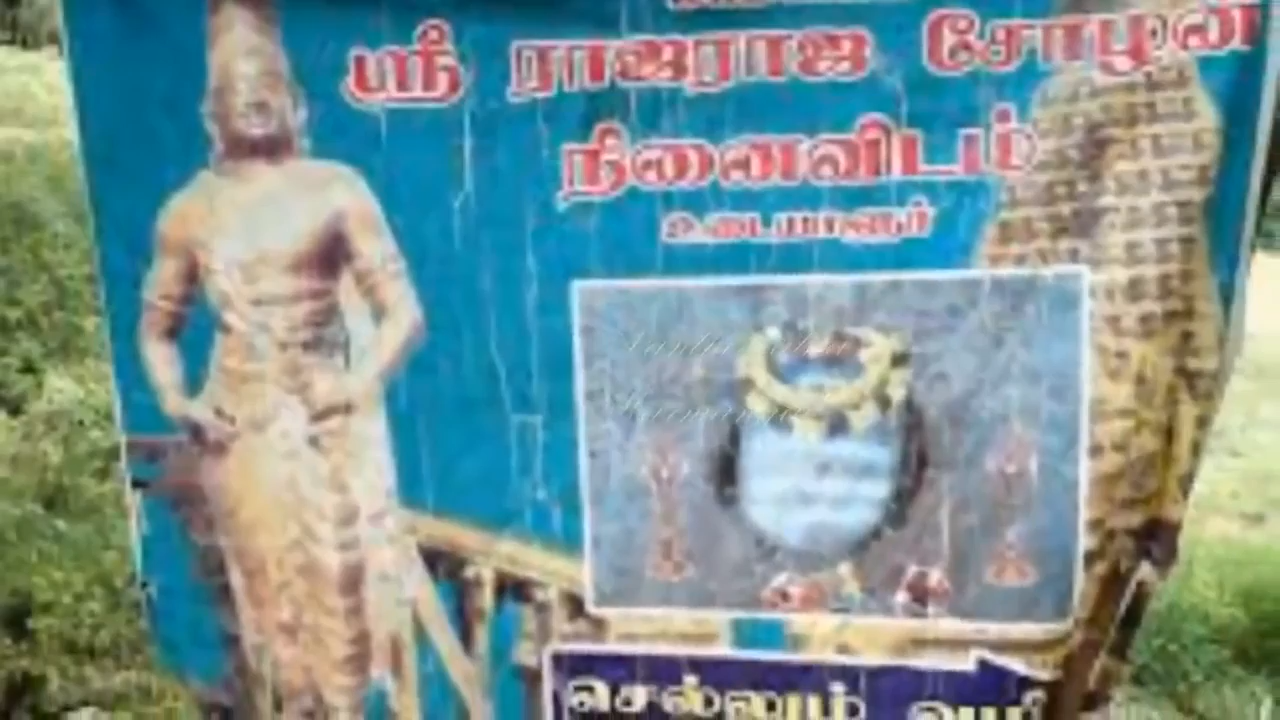 ஸ்ரீ ராஜராஜ சோழன்
நினைவிடம்
உடையாளூர்
செல்லும் வழி